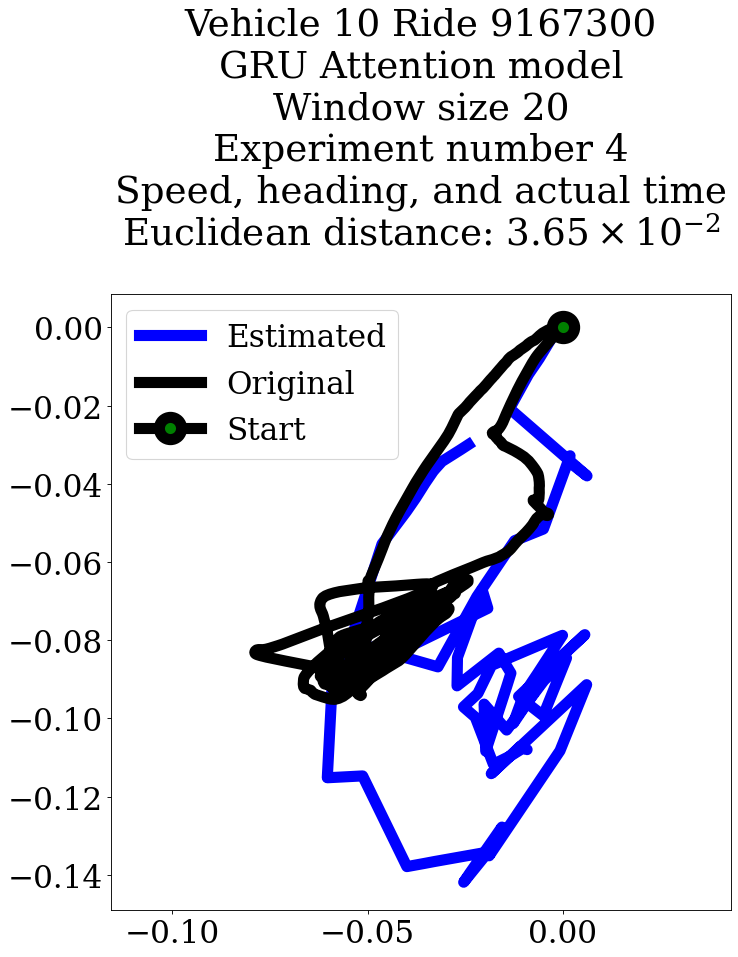 Vehicle 10 Ride 9167300
GRU Attention model
Window size 20
Experiment number 4
Speed, heading, and actual time
Euclidean distance: 3.65 × 10⁻²
Estimated
Original
Start
0.00
−0.02
−0.04
−0.06
−0.08
−0.10
−0.12
−0.14
−0.10
−0.05
0.00